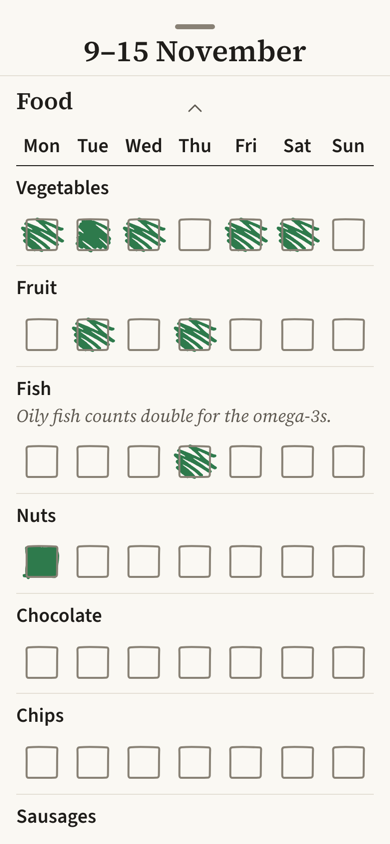 9–15 November
Food
Mon Tue Wed Thu Fri Sat Sun
Vegetables
Fruit
Fish
Oily fish counts double for the omega-3s.
Nuts
Chocolate
Chips
Sausages